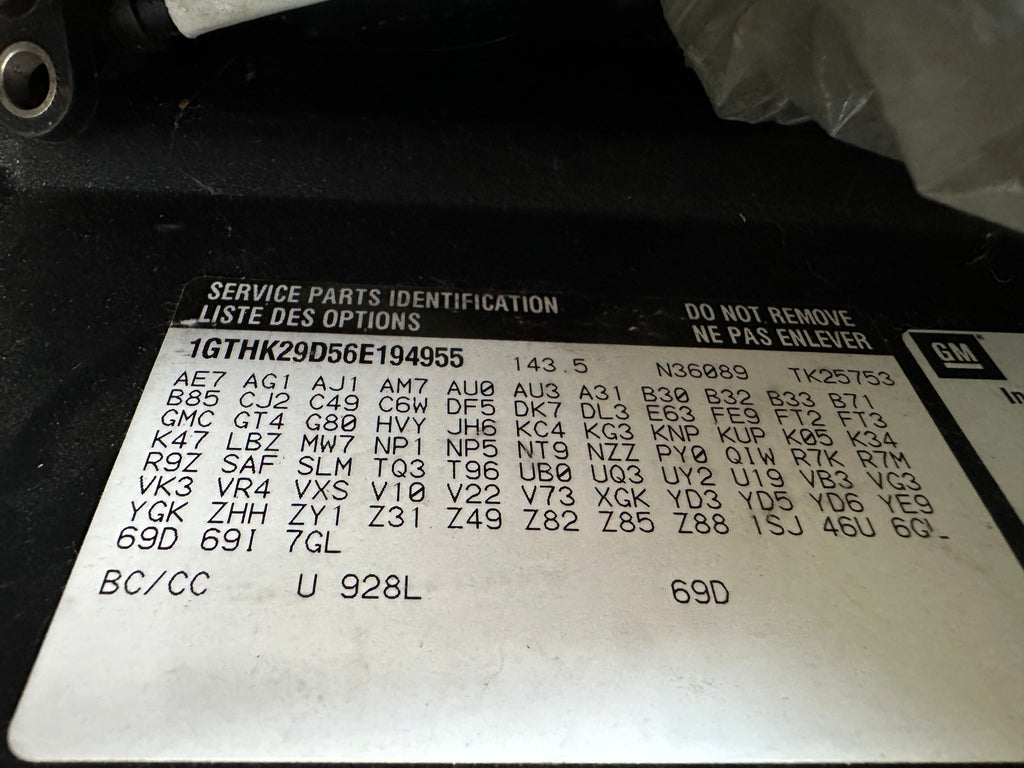 SERVICE PARTS IDENTIFICATION DO NOT REMOVE
LISTE DES OPTIONS NE PAS ENLEVER
1GTHK29D56E194955 143.5 N36089 TK25753
AE7 AG1 AJ1 AM7 AU0 AU3 A31 B30 B32 B33 B71
B85 CJ2 C49 C6W DF5 DK7 DL3 E63 FE9 FT2 FT3
GMC GT4 G80 HVY JH6 KC4 KG3 KNP KUP K05 K34
K47 LBZ MW7 NP1 NP5 NT9 NZZ PY0 QIW R7K R7M
R9Z SAF SLM TQ3 T96 UB0 UQ3 UY2 U19 VB3 VG3
VK3 VR4 VXS V10 V22 V73 XGK YD3 YD5 YD6 YE9
YGK ZHH ZY1 Z31 Z49 Z82 Z85 Z88 1SJ 46U 6GL
69D 69I 7GL
BC/CC U 928L 69D
GM